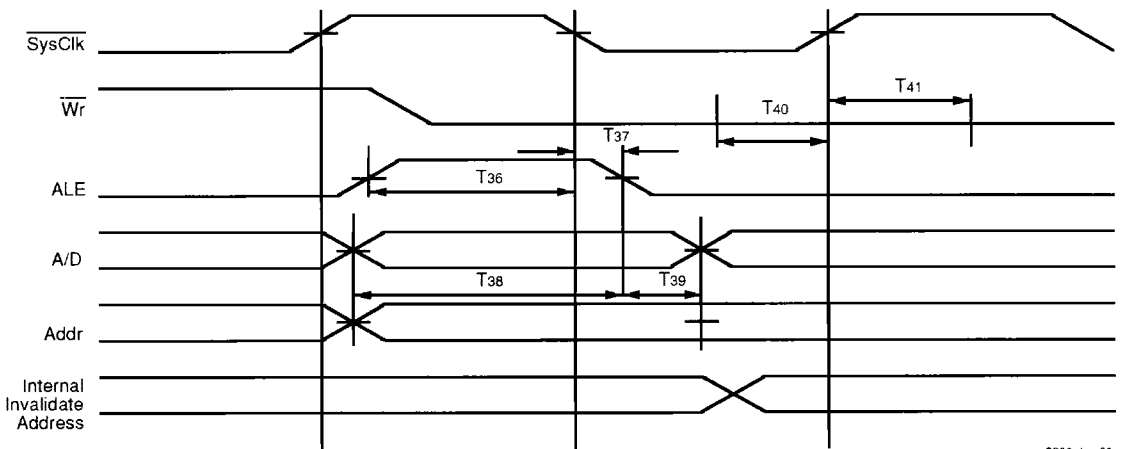 SysClk
Wr
T40
T41
T37
ALE
T36
A/D
T38
T39
Addr
Internal
Invalidate
Address